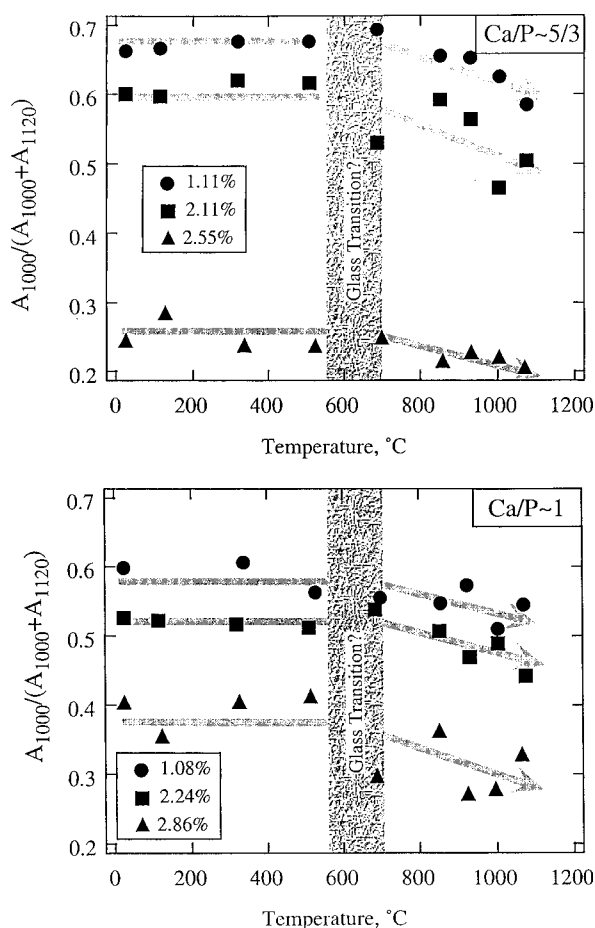 0.7
Ca/P~5/3
0.6
0.5
0.4
0.3
0.2
A1000/(A1000+A1120)
1.11%
2.11%
2.55%
Glass Transition?
0 200 400 600 800 1000 1200
Temperature, °C
0.7
Ca/P~1
0.6
0.5
0.4
0.3
0.2
A1000/(A1000+A1120)
Glass Transition?
1.08%
2.24%
2.86%
0 200 400 600 800 1000 1200
Temperature, °C